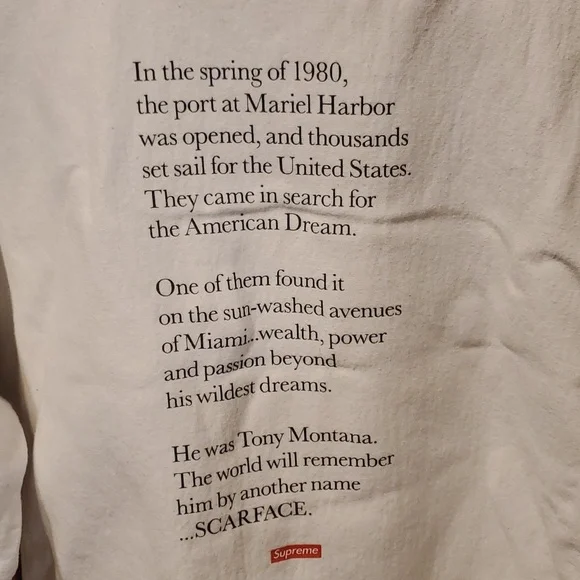 In the spring of 1980,
the port at Mariel Harbor
was opened, and thousands
set sail for the United States.
They came in search for
the American Dream.
One of them found it
on the sun-washed avenues
of Miami...wealth, power
and passion beyond
his wildest dreams.
He was Tony Montana.
The world will remember
him by another name
...SCARFACE.
Supreme